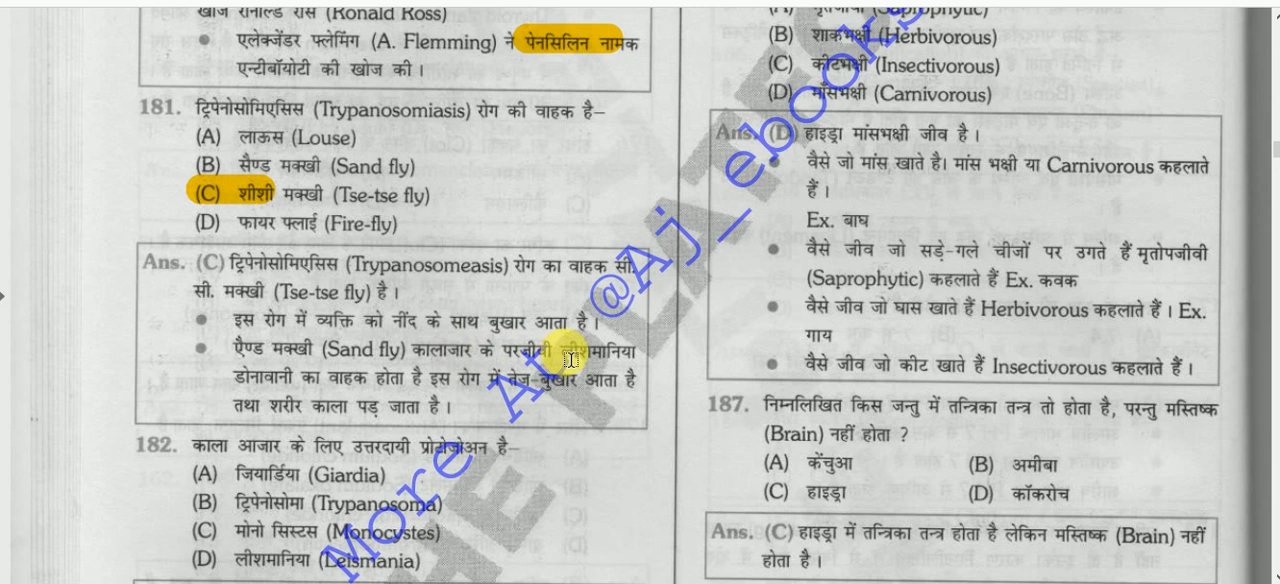 खोज रोनाल्ड रॉस (Ronald Ross)
● एलेक्जेंडर फ्लेमिंग (A. Flemming) ने पेनसिलिन नामक
एन्टीबॉयोटी की खोज की।
181. ट्रिपेनोसोमिएसिस (Trypanosomiasis) रोग की वाहक है–
(A) लाऊस (Louse)
(B) सैण्ड मक्खी (Sand fly)
(C) शीशी मक्खी (Tse-tse fly)
(D) फायर फ्लाई (Fire-fly)
Ans. (C) ट्रिपेनोसोमिएसिस (Trypanosomeasis) रोग का वाहक सी.
सी. मक्खी (Tse-tse fly) है।
● इस रोग में व्यक्ति को नींद के साथ बुखार आता है।
● एैण्ड मक्खी (Sand fly) कालाजार के परजीवी लीशमानिया
डोनावानी का वाहक होता है इस रोग में तेज बुखार आता है
तथा शरीर काला पड़ जाता है।
182. काला आजार के लिए उत्तरदायी प्रोटोजोअन है–
(A) जियार्डिया (Giardia)
(B) ट्रिपेनोसोमा (Trypanosoma)
(C) मोनो सिस्टस (Monocystes)
(D) लीशमानिया (Leismania)
(A) मृतजीवी (Saprophytic)
(B) शाकभक्षी (Herbivorous)
(C) कीटभक्षी (Insectivorous)
(D) माँसभक्षी (Carnivorous)
Ans. (D) हाइड्रा मांसभक्षी जीव है।
● वैसे जो मांस खाते है। मांस भक्षी या Carnivorous कहलाते
हैं।
Ex. बाघ
● वैसे जीव जो सड़े-गले चीजों पर उगते हैं मृतोपजीवी
(Saprophytic) कहलाते हैं Ex. कवक
● वैसे जीव जो घास खाते हैं Herbivorous कहलाते हैं। Ex.
गाय
● वैसे जीव जो कीट खाते हैं Insectivorous कहलाते हैं।
187. निम्नलिखित किस जन्तु में तन्त्रिका तन्त्र तो होता है, परन्तु मस्तिष्क
(Brain) नहीं होता ?
(A) केंचुआ (B) अमीबा
(C) हाइड्रा (D) कॉकरोच
Ans. (C) हाइड्रा में तन्त्रिका तन्त्र होता है लेकिन मस्तिष्क (Brain) नहीं
होता है।
More At @Aj_ebooks
THE PLATE